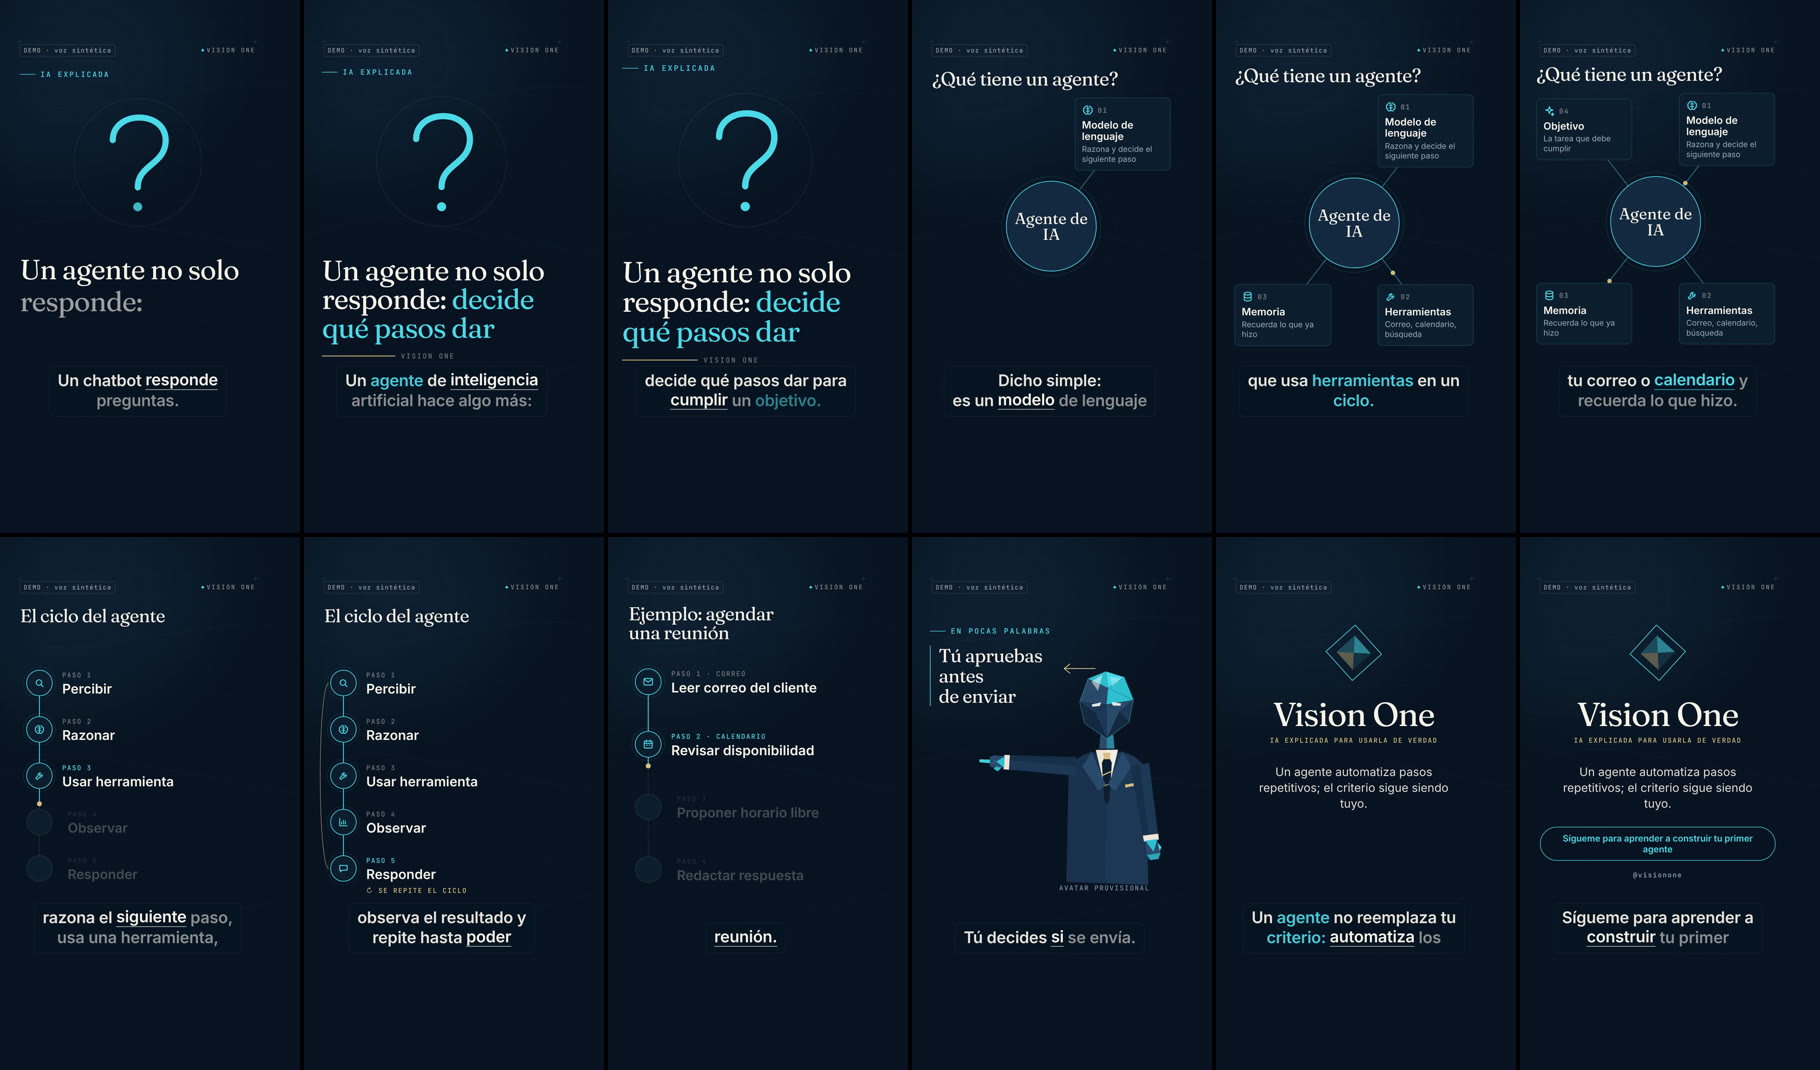 DEMO · voz sintética
VISION ONE
IA EXPLICADA
?
Un agente no solo
responde:
Un chatbot responde
preguntas.
DEMO · voz sintética
VISION ONE
IA EXPLICADA
?
Un agente no solo
responde: decide
qué pasos dar
VISION ONE
Un agente de inteligencia
artificial hace algo más:
DEMO · voz sintética
VISION ONE
IA EXPLICADA
?
Un agente no solo
responde: decide
qué pasos dar
VISION ONE
decide qué pasos dar para
cumplir un objetivo.
DEMO · voz sintética
VISION ONE
¿Qué tiene un agente?
01
Modelo de
lenguaje
Razona y decide el
siguiente paso
Agente de
IA
Dicho simple:
es un modelo de lenguaje
DEMO · voz sintética
VISION ONE
¿Qué tiene un agente?
01
Modelo de
lenguaje
Razona y decide el
siguiente paso
Agente de
IA
03
Memoria
Recuerda lo que ya
hizo
02
Herramientas
Correo, calendario,
búsqueda
que usa herramientas en un
ciclo.
DEMO · voz sintética
VISION ONE
¿Qué tiene un agente?
04
Objetivo
La tarea que debe
cumplir
01
Modelo de
lenguaje
Razona y decide el
siguiente paso
Agente de
IA
03
Memoria
Recuerda lo que ya
hizo
02
Herramientas
Correo, calendario,
búsqueda
tu correo o calendario y
recuerda lo que hizo.
DEMO · voz sintética
VISION ONE
El ciclo del agente
PASO 1
Percibir
PASO 2
Razonar
PASO 3
Usar herramienta
PASO 4
Observar
PASO 5
Responder
razona el siguiente paso,
usa una herramienta,
DEMO · voz sintética
VISION ONE
El ciclo del agente
PASO 1
Percibir
PASO 2
Razonar
PASO 3
Usar herramienta
PASO 4
Observar
PASO 5
Responder
SE REPITE EL CICLO
observa el resultado y
repite hasta poder
DEMO · voz sintética
VISION ONE
Ejemplo: agendar
una reunión
PASO 1 · CORREO
Leer correo del cliente
PASO 2 · CALENDARIO
Revisar disponibilidad
PASO 3
Proponer horario libre
PASO 4
Redactar respuesta
reunión.
DEMO · voz sintética
VISION ONE
EN POCAS PALABRAS
Tú apruebas
antes
de enviar
AVATAR PROVISIONAL
Tú decides si se envía.
DEMO · voz sintética
VISION ONE
Vision One
IA EXPLICADA PARA USARLA DE VERDAD
Un agente automatiza pasos
repetitivos; el criterio sigue siendo
tuyo.
Un agente no reemplaza tu
criterio: automatiza los
DEMO · voz sintética
VISION ONE
Vision One
IA EXPLICADA PARA USARLA DE VERDAD
Un agente automatiza pasos
repetitivos; el criterio sigue siendo
tuyo.
Sígueme para aprender a construir tu primer
agente
@visionone
Sígueme para aprender a
construir tu primer